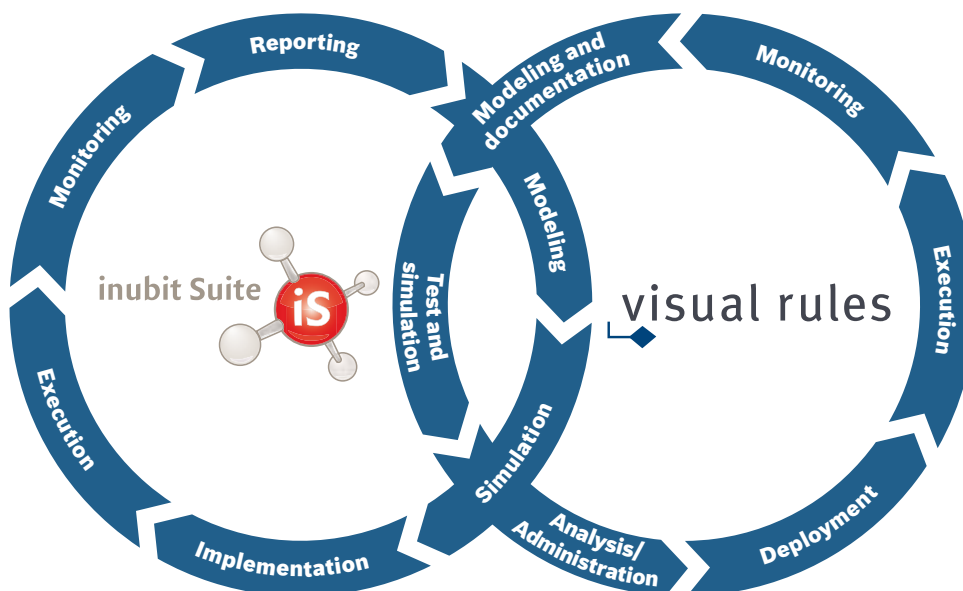 Reporting
Modeling and
documentation
Monitoring
Monitoring
Modeling
Execution
Test and
simulation
inubit Suite
iS
visual rules
Execution
Simulation
Implementation
Analysis/
Administration
Deployment